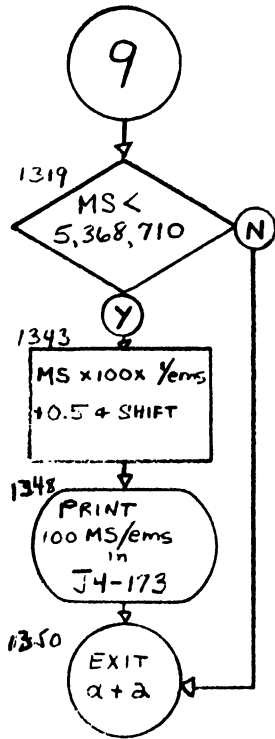 9
1319
MS <
5,368,710
N
Y
1343
MS x100x 1/ems
+0.5 & SHIFT
1348
PRINT
100 MS/ems
in
J4-173
1350
EXIT
α + 2